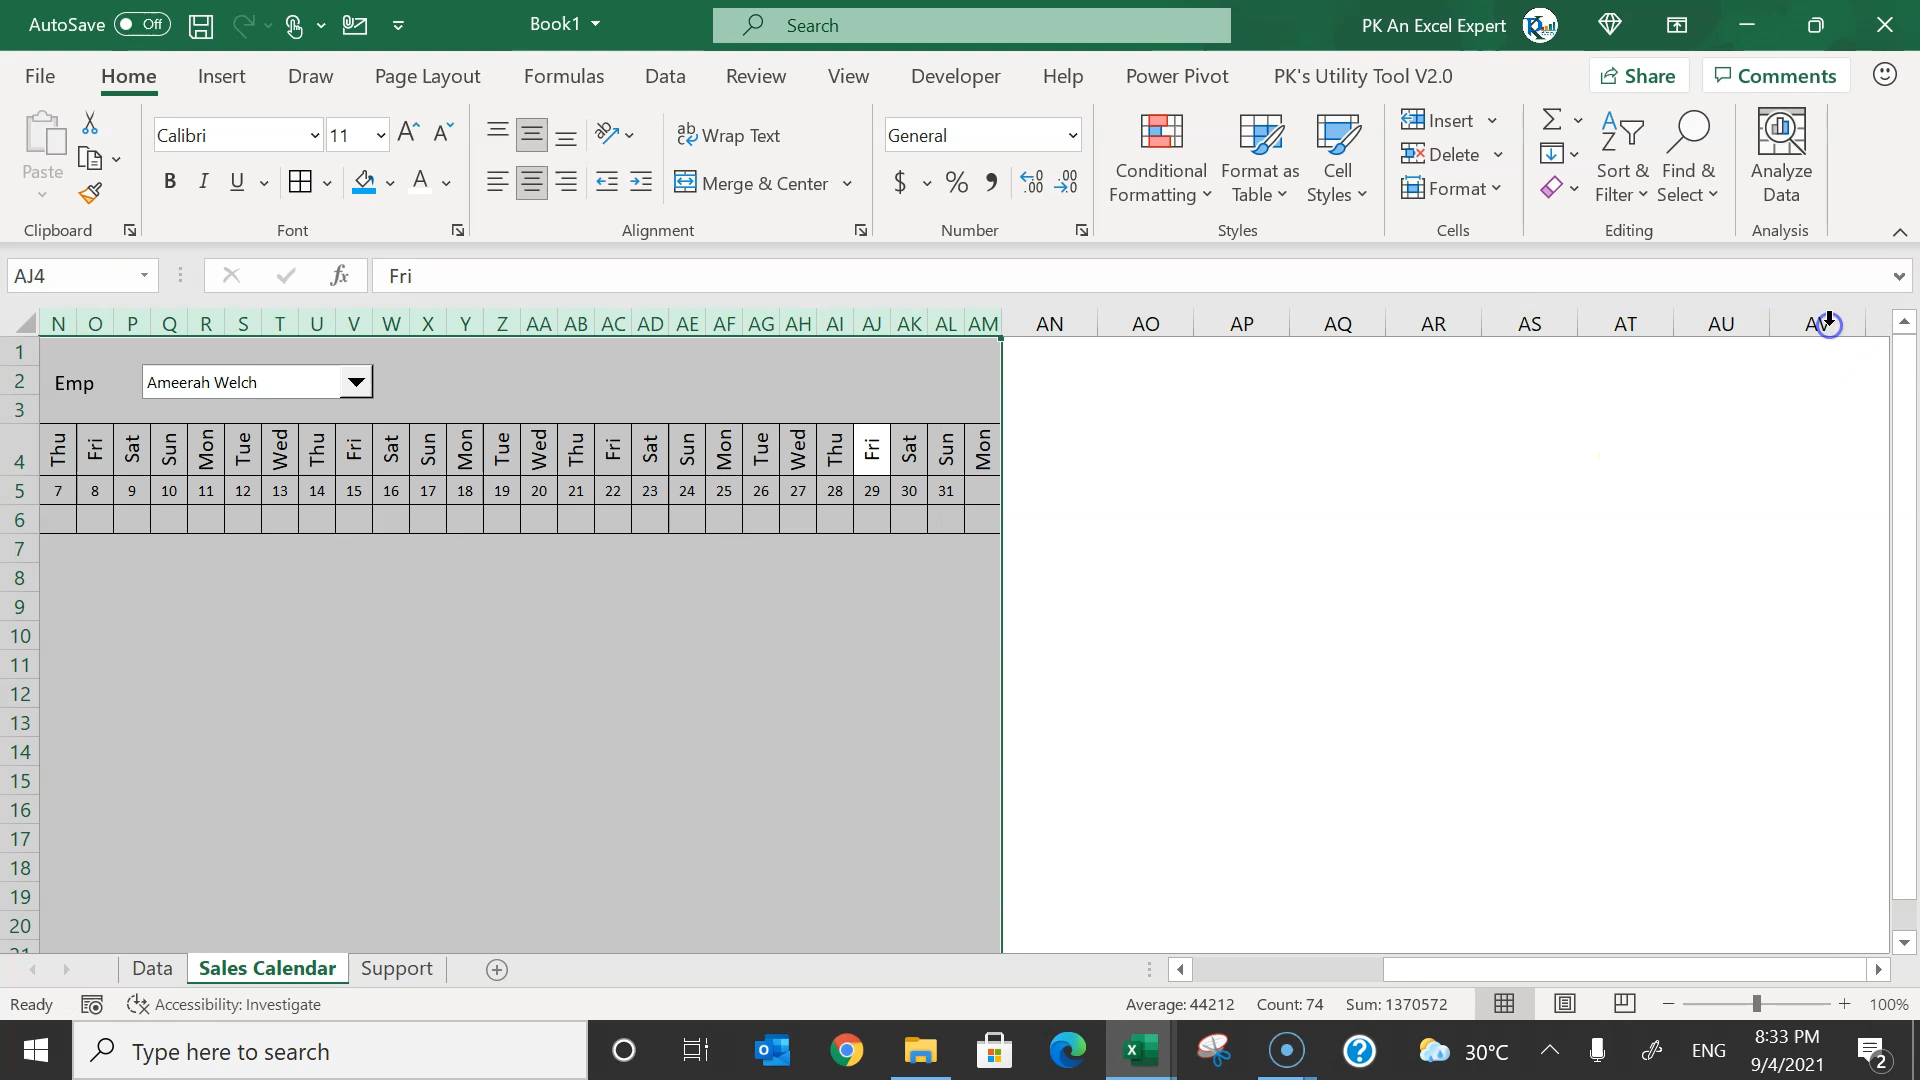 AutoSave Off Book1 Search PK An Excel Expert
File Home Insert Draw Page Layout Formulas Data Review View Developer Help Power Pivot PK's Utility Tool V2.0 Share Comments
Paste Calibri 11 Wrap Text General Conditional Formatting Format as Table Cell Styles Insert Sort & Filter Find & Select Analyze Data
B I U Merge & Center $ % Delete
Format
Clipboard Font Alignment Number Styles Cells Editing Analysis
AJ4 fx Fri
N O P Q R S T U V W X Y Z AA AB AC AD AE AF AG AH AI AJ AK AL AM AN AO AP AQ AR AS AT AU AV
1
2 Emp Ameerah Welch
3
4 Thu Fri Sat Sun Mon Tue Wed Thu Fri Sat Sun Mon Tue Wed Thu Fri Sat Sun Mon Tue Wed Thu Fri Sat Sun Mon
5 7 8 9 10 11 12 13 14 15 16 17 18 19 20 21 22 23 24 25 26 27 28 29 30 31
6
7
8
9
10
11
12
13
14
15
16
17
18
19
20
Data Sales Calendar Support
Ready Accessibility: Investigate Average: 44212 Count: 74 Sum: 1370572 100%
Type here to search 30°C ENG 8:33 PM 2
9/4/2021